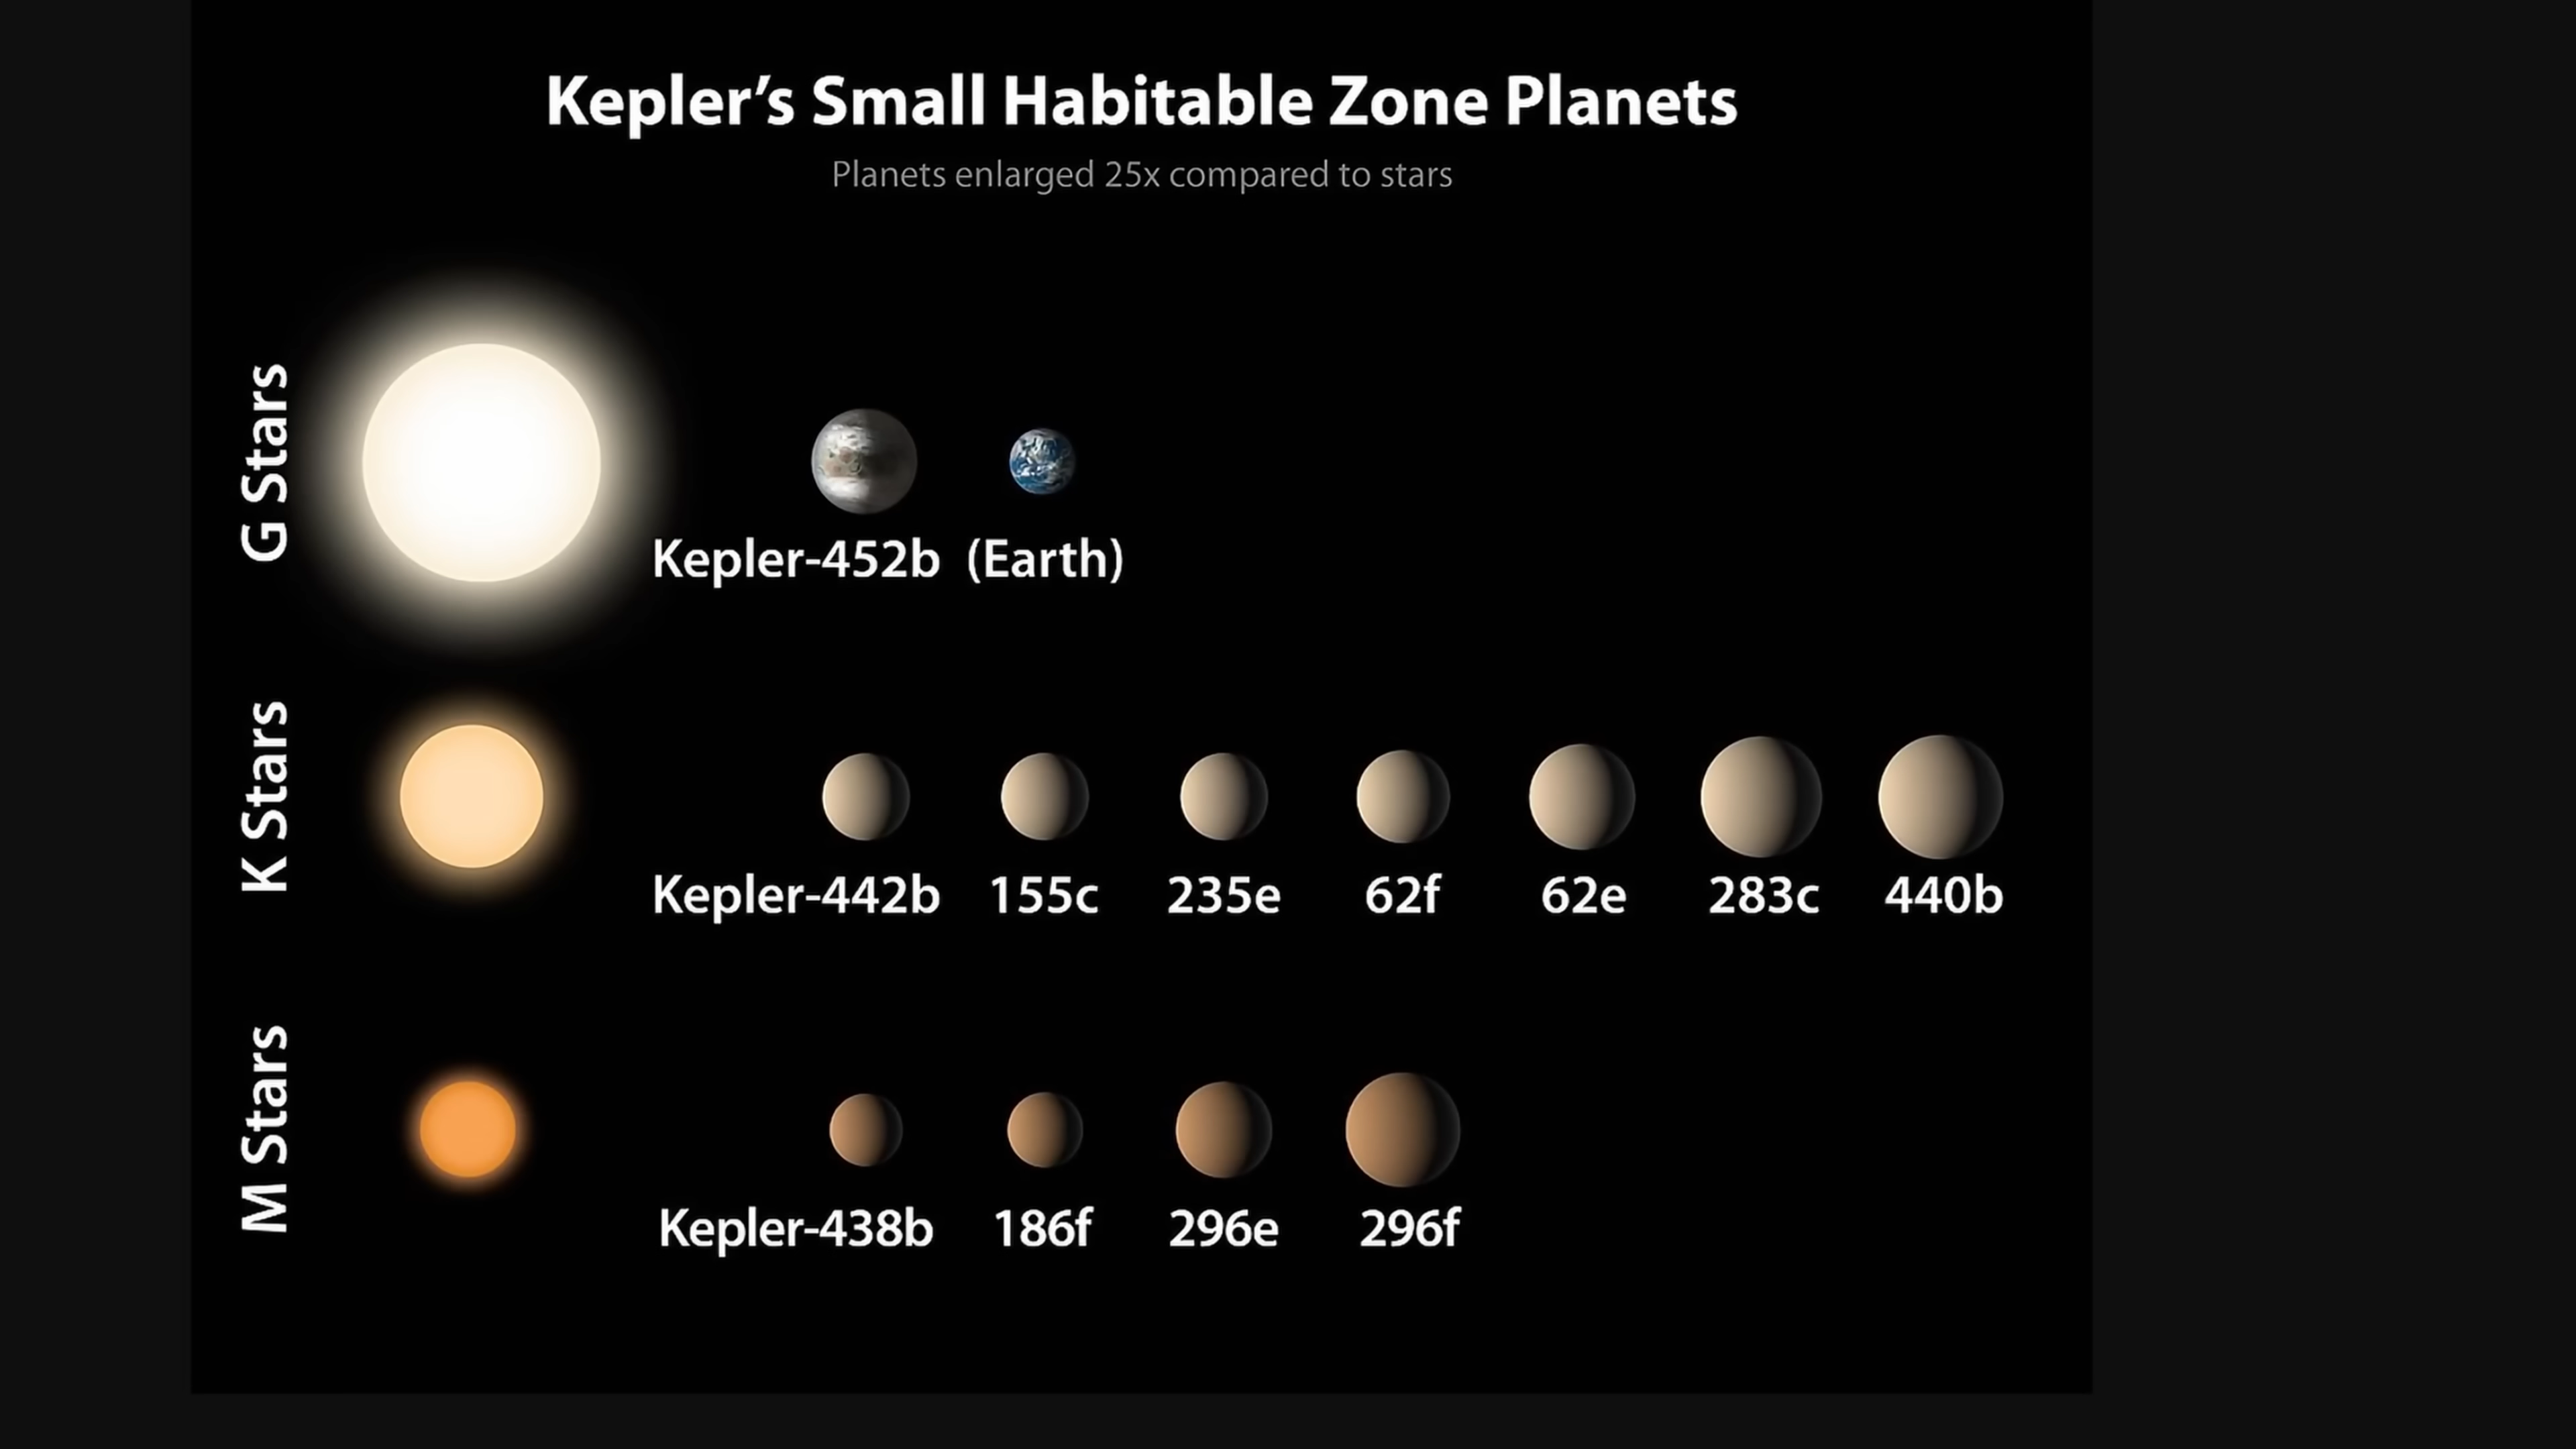 Kepler’s Small Habitable Zone Planets
Planets enlarged 25x compared to stars
G Stars
Kepler-452b (Earth)
K Stars
Kepler-442b 155c 235e 62f 62e 283c 440b
M Stars
Kepler-438b 186f 296e 296f